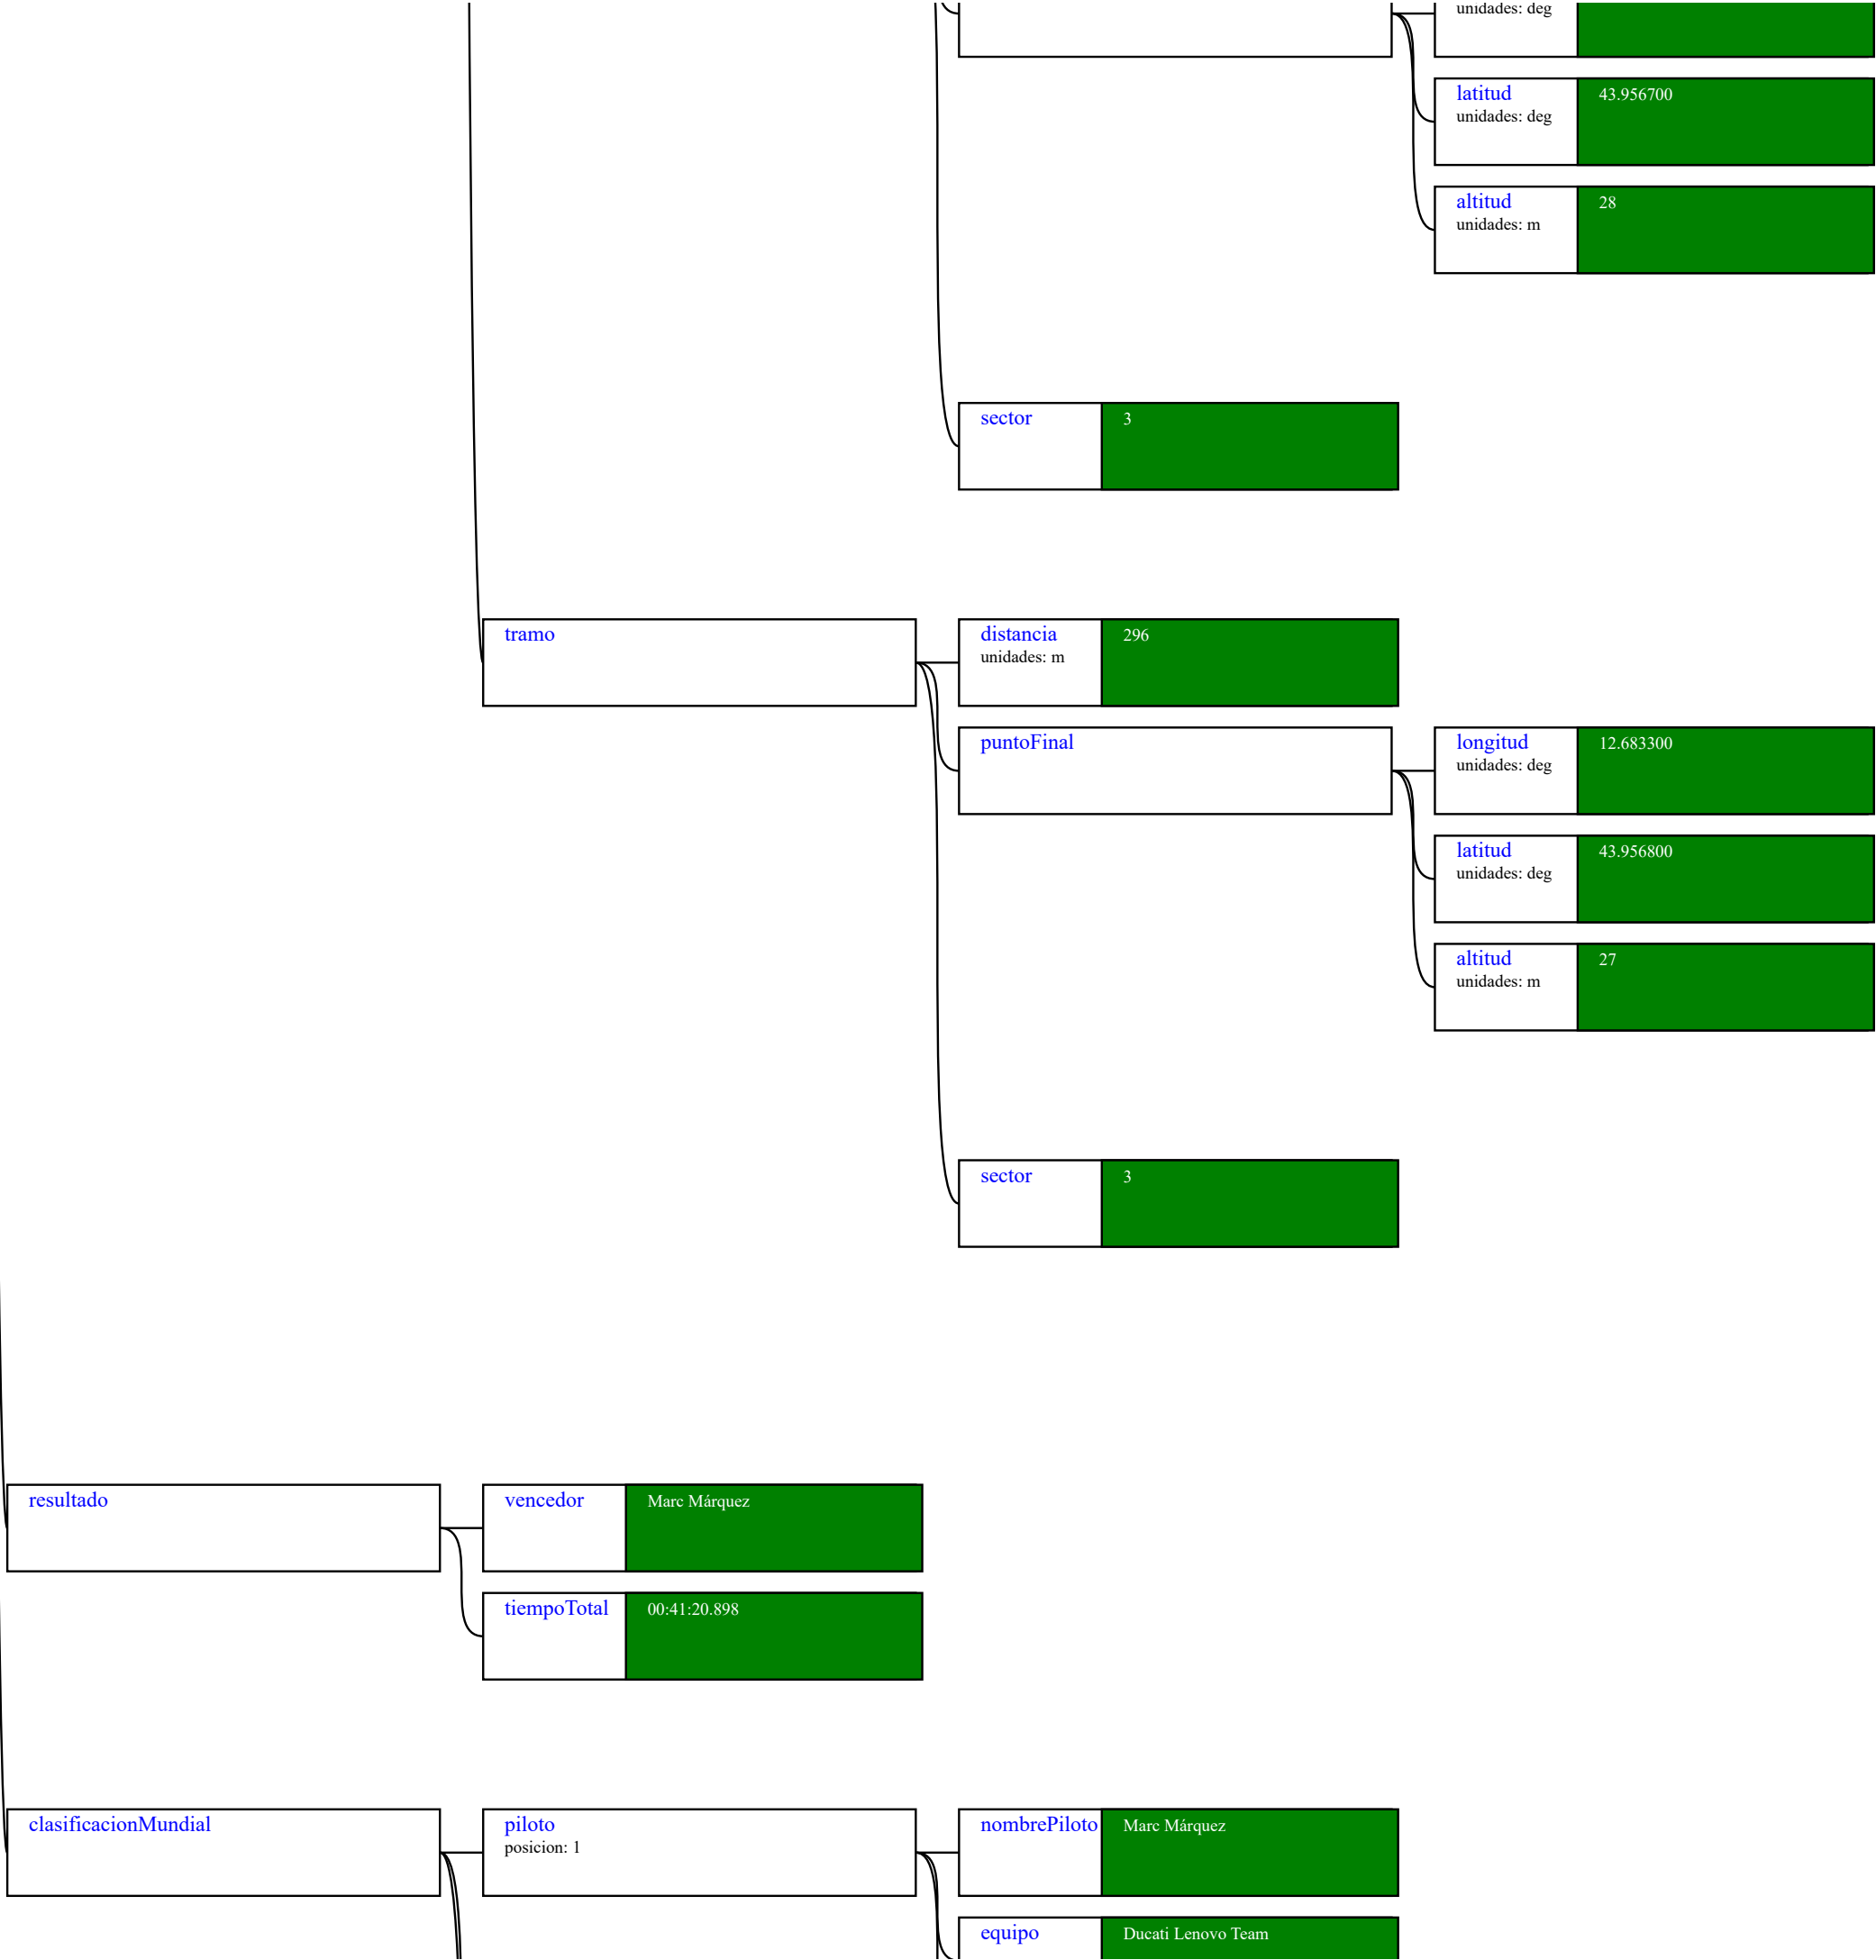 unidades: deg
latitud
43.956700
unidades: deg
altitud
28
unidades: m
sector
3
tramo
distancia
296
unidades: m
puntoFinal
longitud
12.683300
unidades: deg
latitud
43.956800
unidades: deg
altitud
27
unidades: m
sector
3
resultado
vencedor
Marc Márquez
tiempoTotal
00:41:20.898
clasificacionMundial
piloto
posicion: 1
nombrePiloto
Marc Márquez
equipo
Ducati Lenovo Team